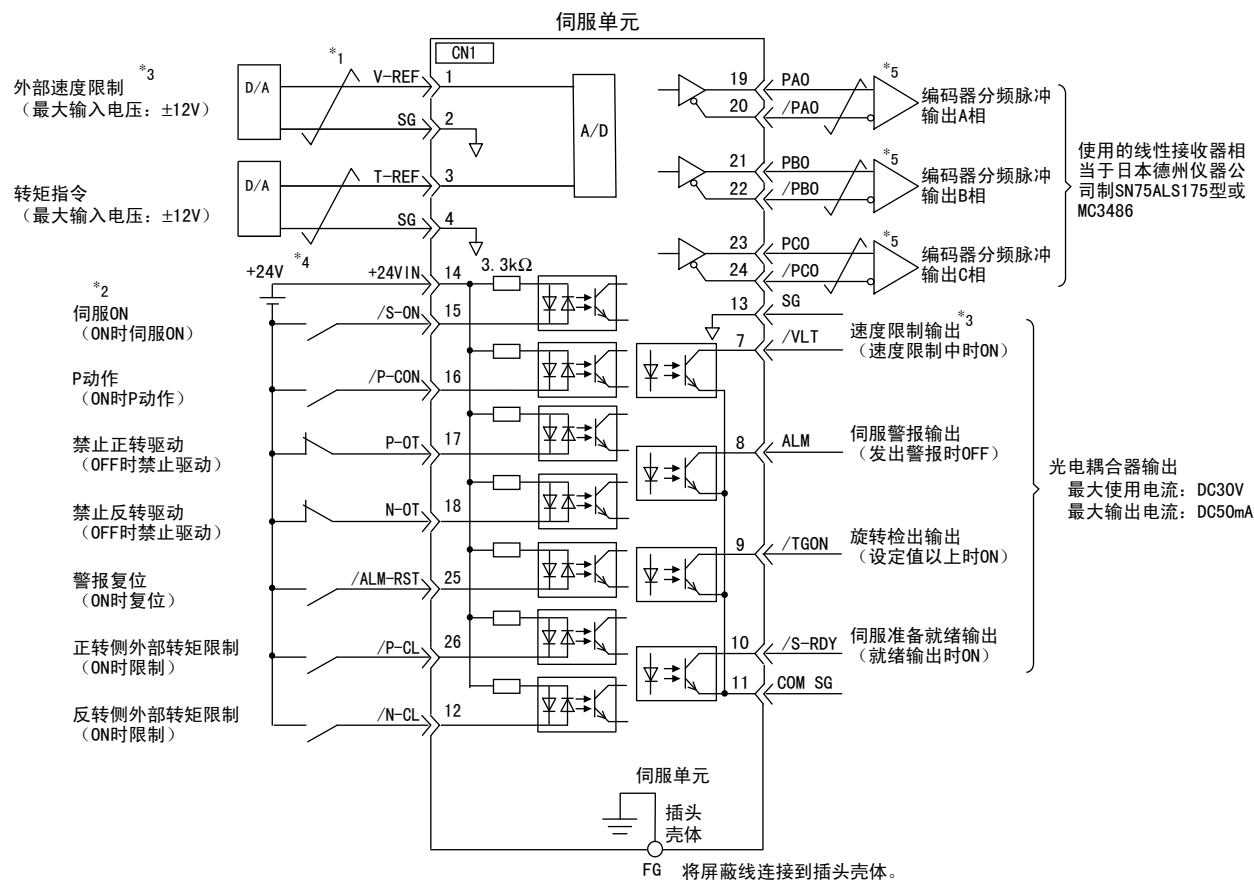 伺服单元
CN1
外部速度限制 *3
（最大输入电压：±12V）
D/A
*1
V-REF
1
SG
2
A/D
转矩指令
（最大输入电压：±12V）
D/A
T-REF
3
SG
4
+24V
*4
+24VIN
14
3.3kΩ
*2
伺服ON
（ON时伺服ON）
/S-ON
15
P动作
（ON时P动作）
/P-CON
16
禁止正转驱动
（OFF时禁止驱动）
P-OT
17
禁止反转驱动
（OFF时禁止驱动）
N-OT
18
警报复位
（ON时复位）
/ALM-RST
25
正转侧外部转矩限制
（ON时限制）
/P-CL
26
反转侧外部转矩限制
（ON时限制）
/N-CL
12
19
PAO
20
/PAO
*5
编码器分频脉冲
输出A相
21
PBO
22
/PBO
*5
编码器分频脉冲
输出B相
23
PCO
24
/PCO
*5
编码器分频脉冲
输出C相
使用的线性接收器相
当于日本德州仪器公
司制SN75ALS175型或
MC3486
13
SG
7
/VLT
速度限制输出*3
（速度限制中时ON）
8
ALM
伺服警报输出
（发出警报时OFF）
9
/TGON
旋转检出输出
（设定值以上时ON）
10
/S-RDY
伺服准备就绪输出
（就绪输出时ON）
11
COM SG
光电耦合器输出
最大使用电流：DC30V
最大输出电流：DC50mA
伺服单元
插头
壳体
FG
将屏蔽线连接到插头壳体。